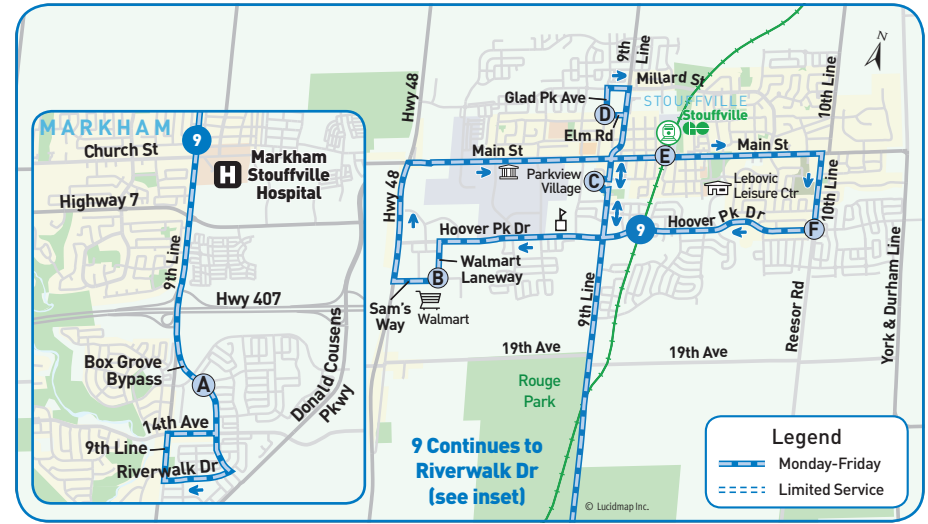 MARKHAM
9
Church St
H
Markham
Stouffville
Hospital
Highway 7
9th Line
Hwy 407
Box Grove
Bypass
A
14th Ave
9th Line
Riverwalk Dr
Donald Cousens
Pkwy
Hwy 48
Hwy 48
9th
Line
Millard St
Glad Pk Ave
D
Elm Rd
STOUFFVILLE
Stouffville
GO
N
10th Line
Main St
E
Main St
Parkview
Village
C
Lebovic
Leisure Ctr
10th Line
Hoover Pk Dr
9
Hoover Pk Dr
F
Walmart
Laneway
B
Sam's
Way
Walmart
9th Line
Reesor Rd
York & Durham Line
19th Ave
19th Ave
Rouge
Park
9 Continues to
Riverwalk Dr
(see inset)
Legend
Monday-Friday
Limited Service
© Lucidmap Inc.